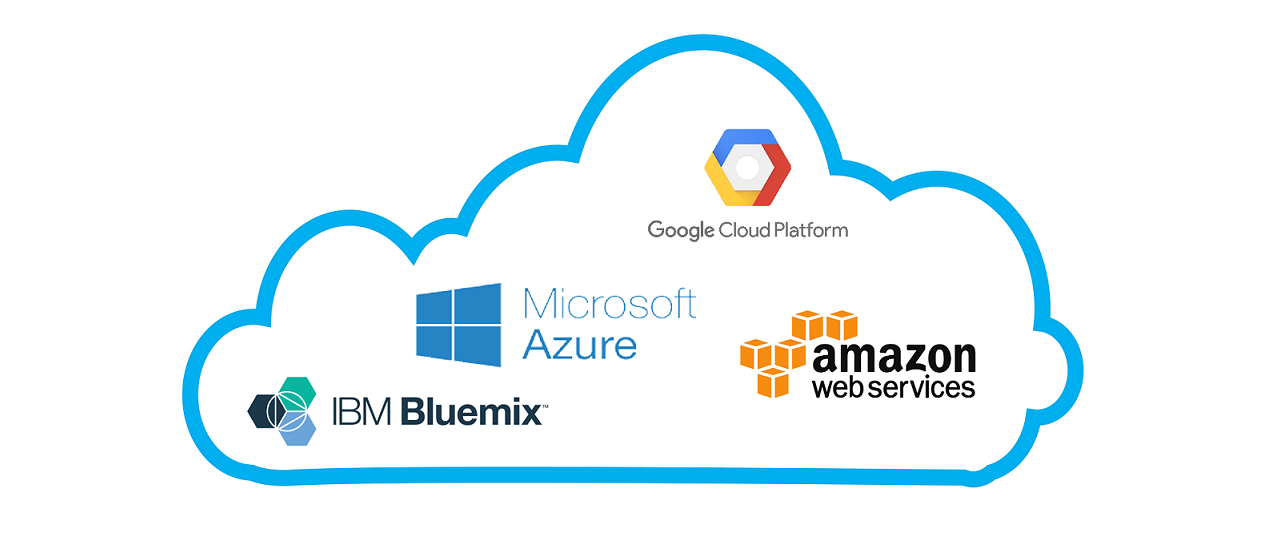 Google Cloud Platform
Microsoft
Azure
amazon
web services
IBM Bluemix™